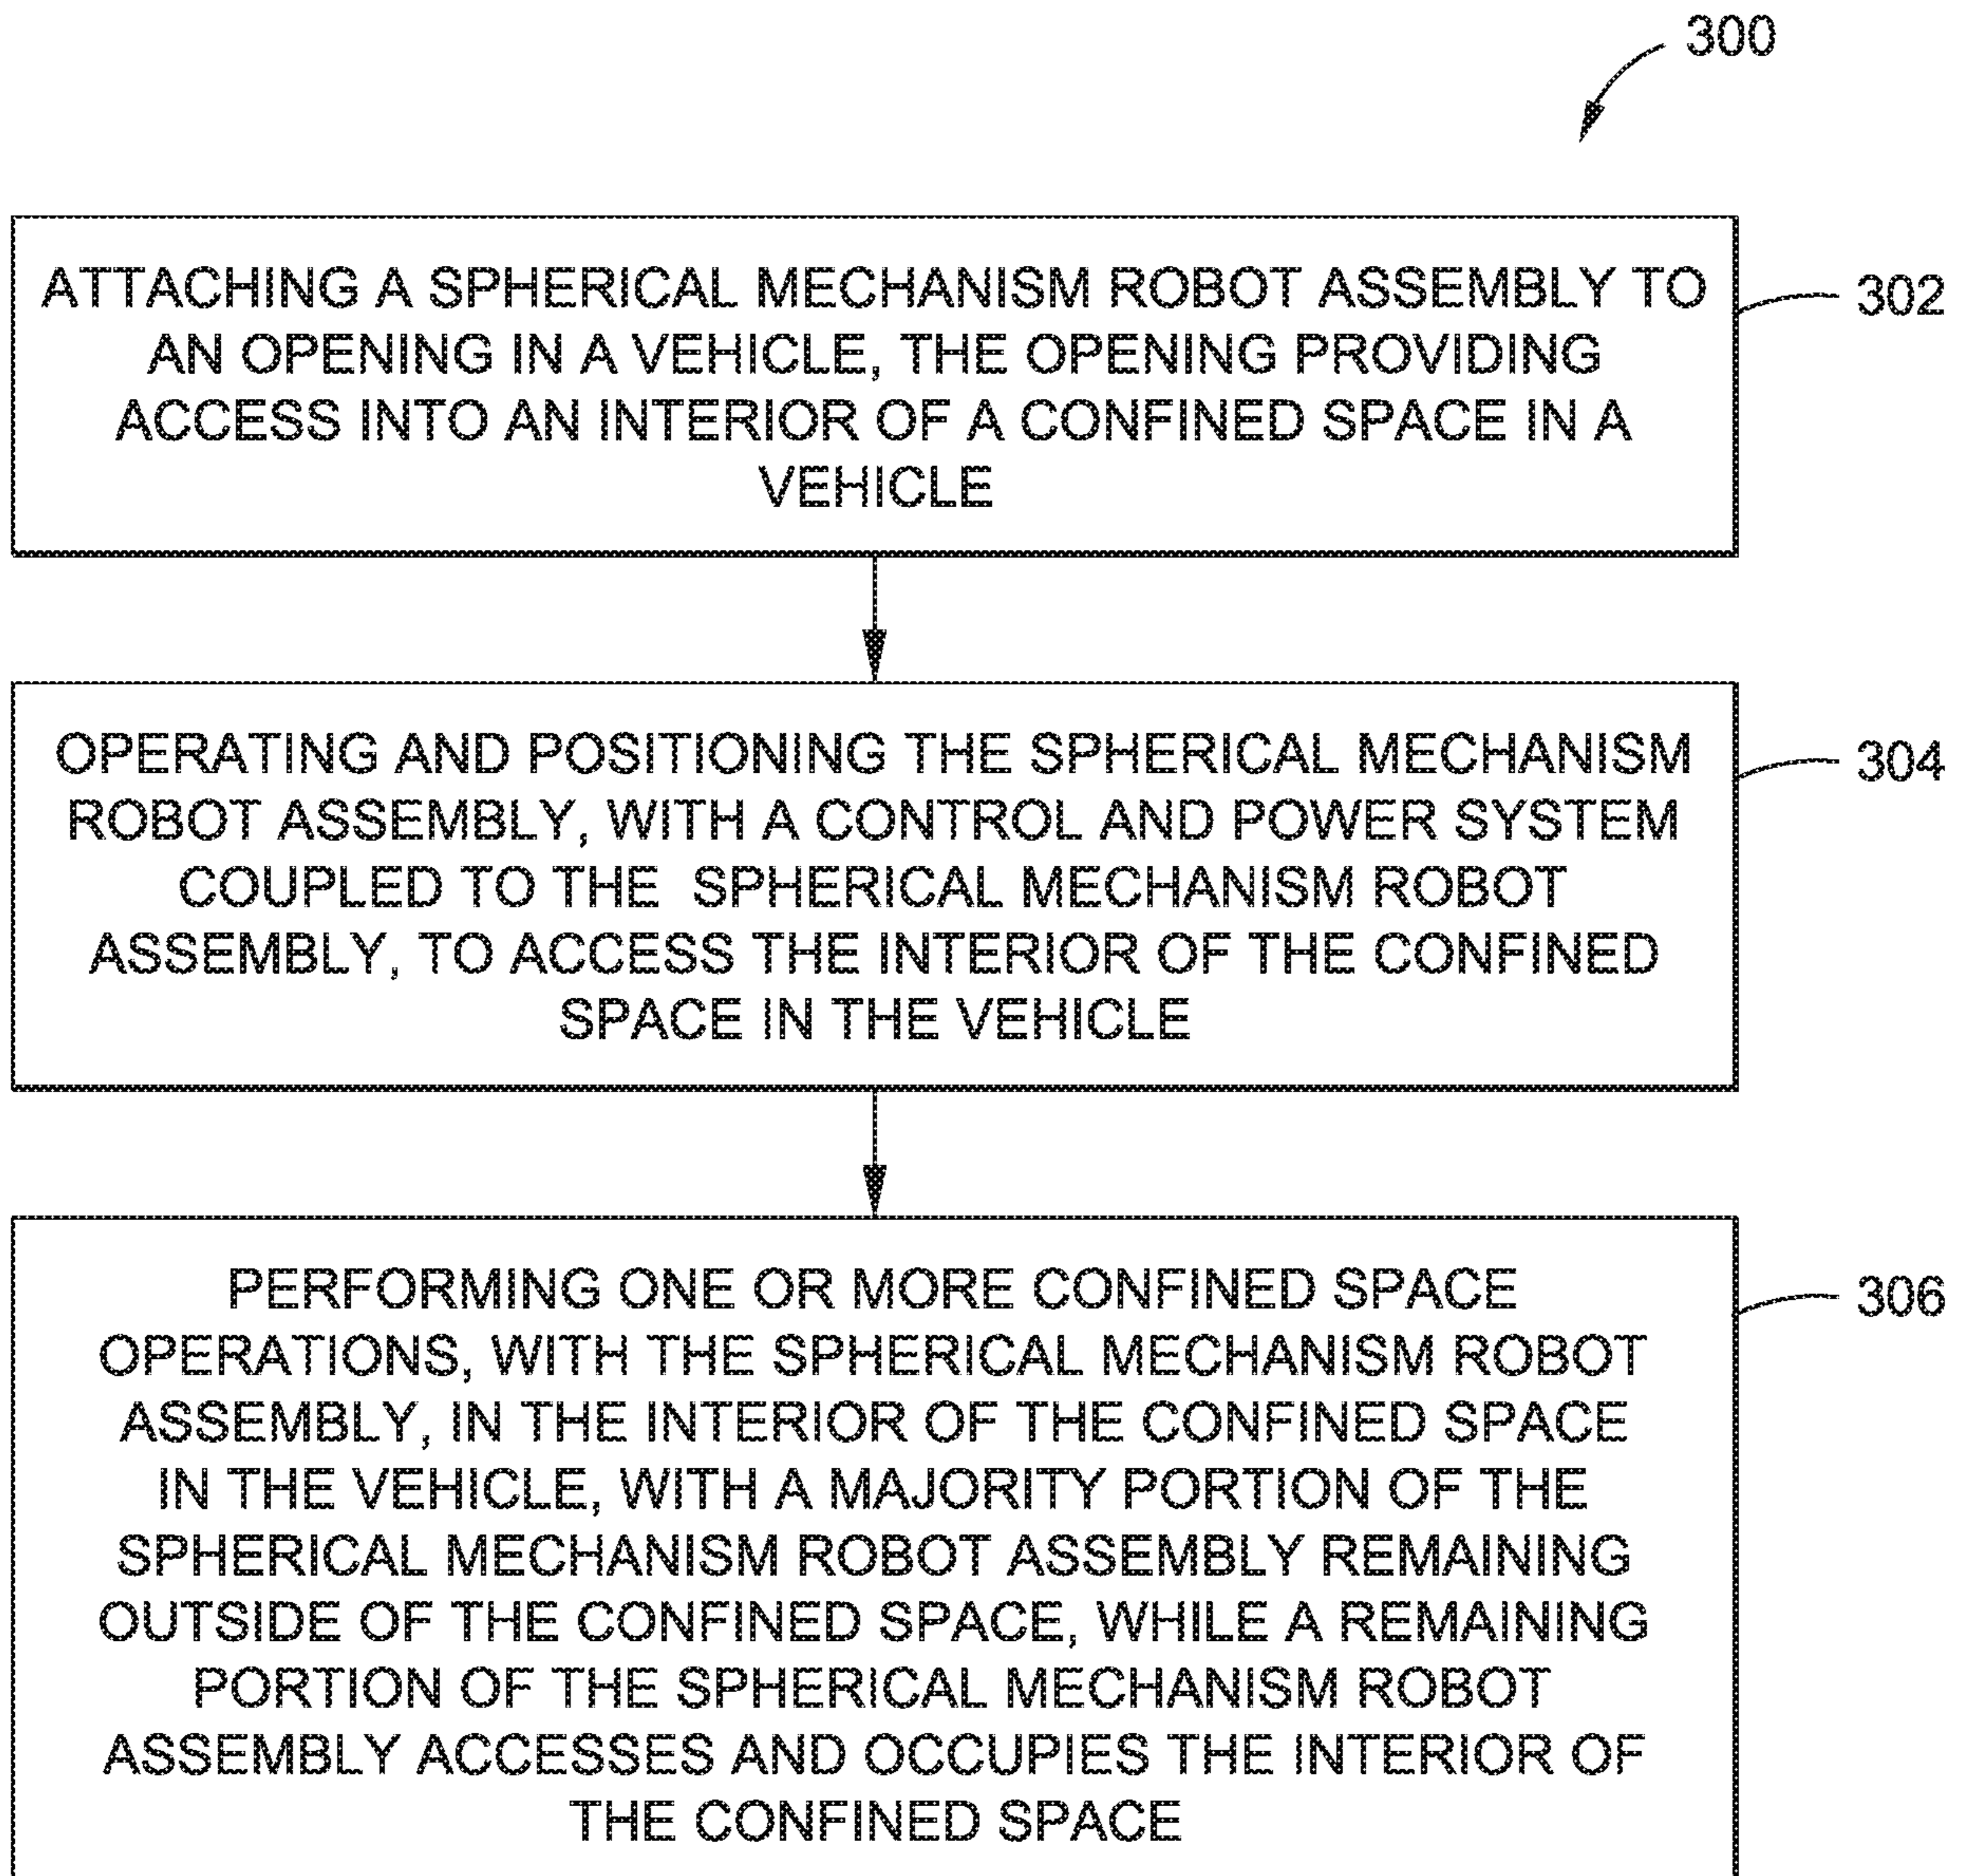 300
ATTACHING A SPHERICAL MECHANISM ROBOT ASSEMBLY TO
AN OPENING IN A VEHICLE, THE OPENING PROVIDING
ACCESS INTO AN INTERIOR OF A CONFINED SPACE IN A
VEHICLE
302
OPERATING AND POSITIONING THE SPHERICAL MECHANISM
ROBOT ASSEMBLY, WITH A CONTROL AND POWER SYSTEM
COUPLED TO THE SPHERICAL MECHANISM ROBOT
ASSEMBLY, TO ACCESS THE INTERIOR OF THE CONFINED
SPACE IN THE VEHICLE
304
PERFORMING ONE OR MORE CONFINED SPACE
OPERATIONS, WITH THE SPHERICAL MECHANISM ROBOT
ASSEMBLY, IN THE INTERIOR OF THE CONFINED SPACE
IN THE VEHICLE, WITH A MAJORITY PORTION OF THE
SPHERICAL MECHANISM ROBOT ASSEMBLY REMAINING
OUTSIDE OF THE CONFINED SPACE, WHILE A REMAINING
PORTION OF THE SPHERICAL MECHANISM ROBOT
ASSEMBLY ACCESSES AND OCCUPIES THE INTERIOR OF
THE CONFINED SPACE
306